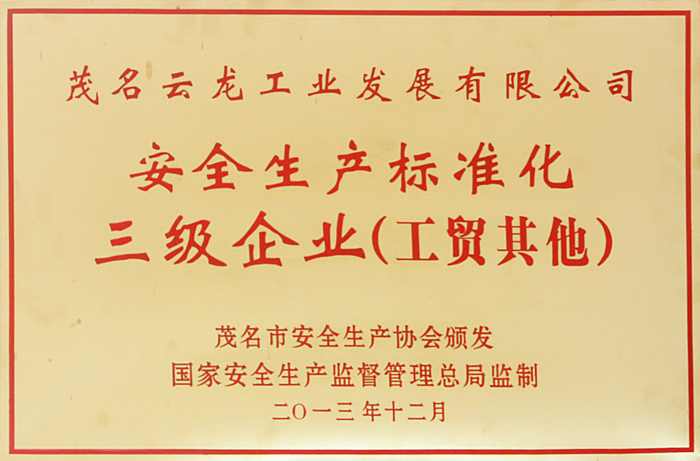 茂名云龙工业发展有限公司
安全生产标准化
三级企业(工贸其他)
茂名市安全生产协会颁发
国家安全生产监督管理总局监制
二〇一三年十二月